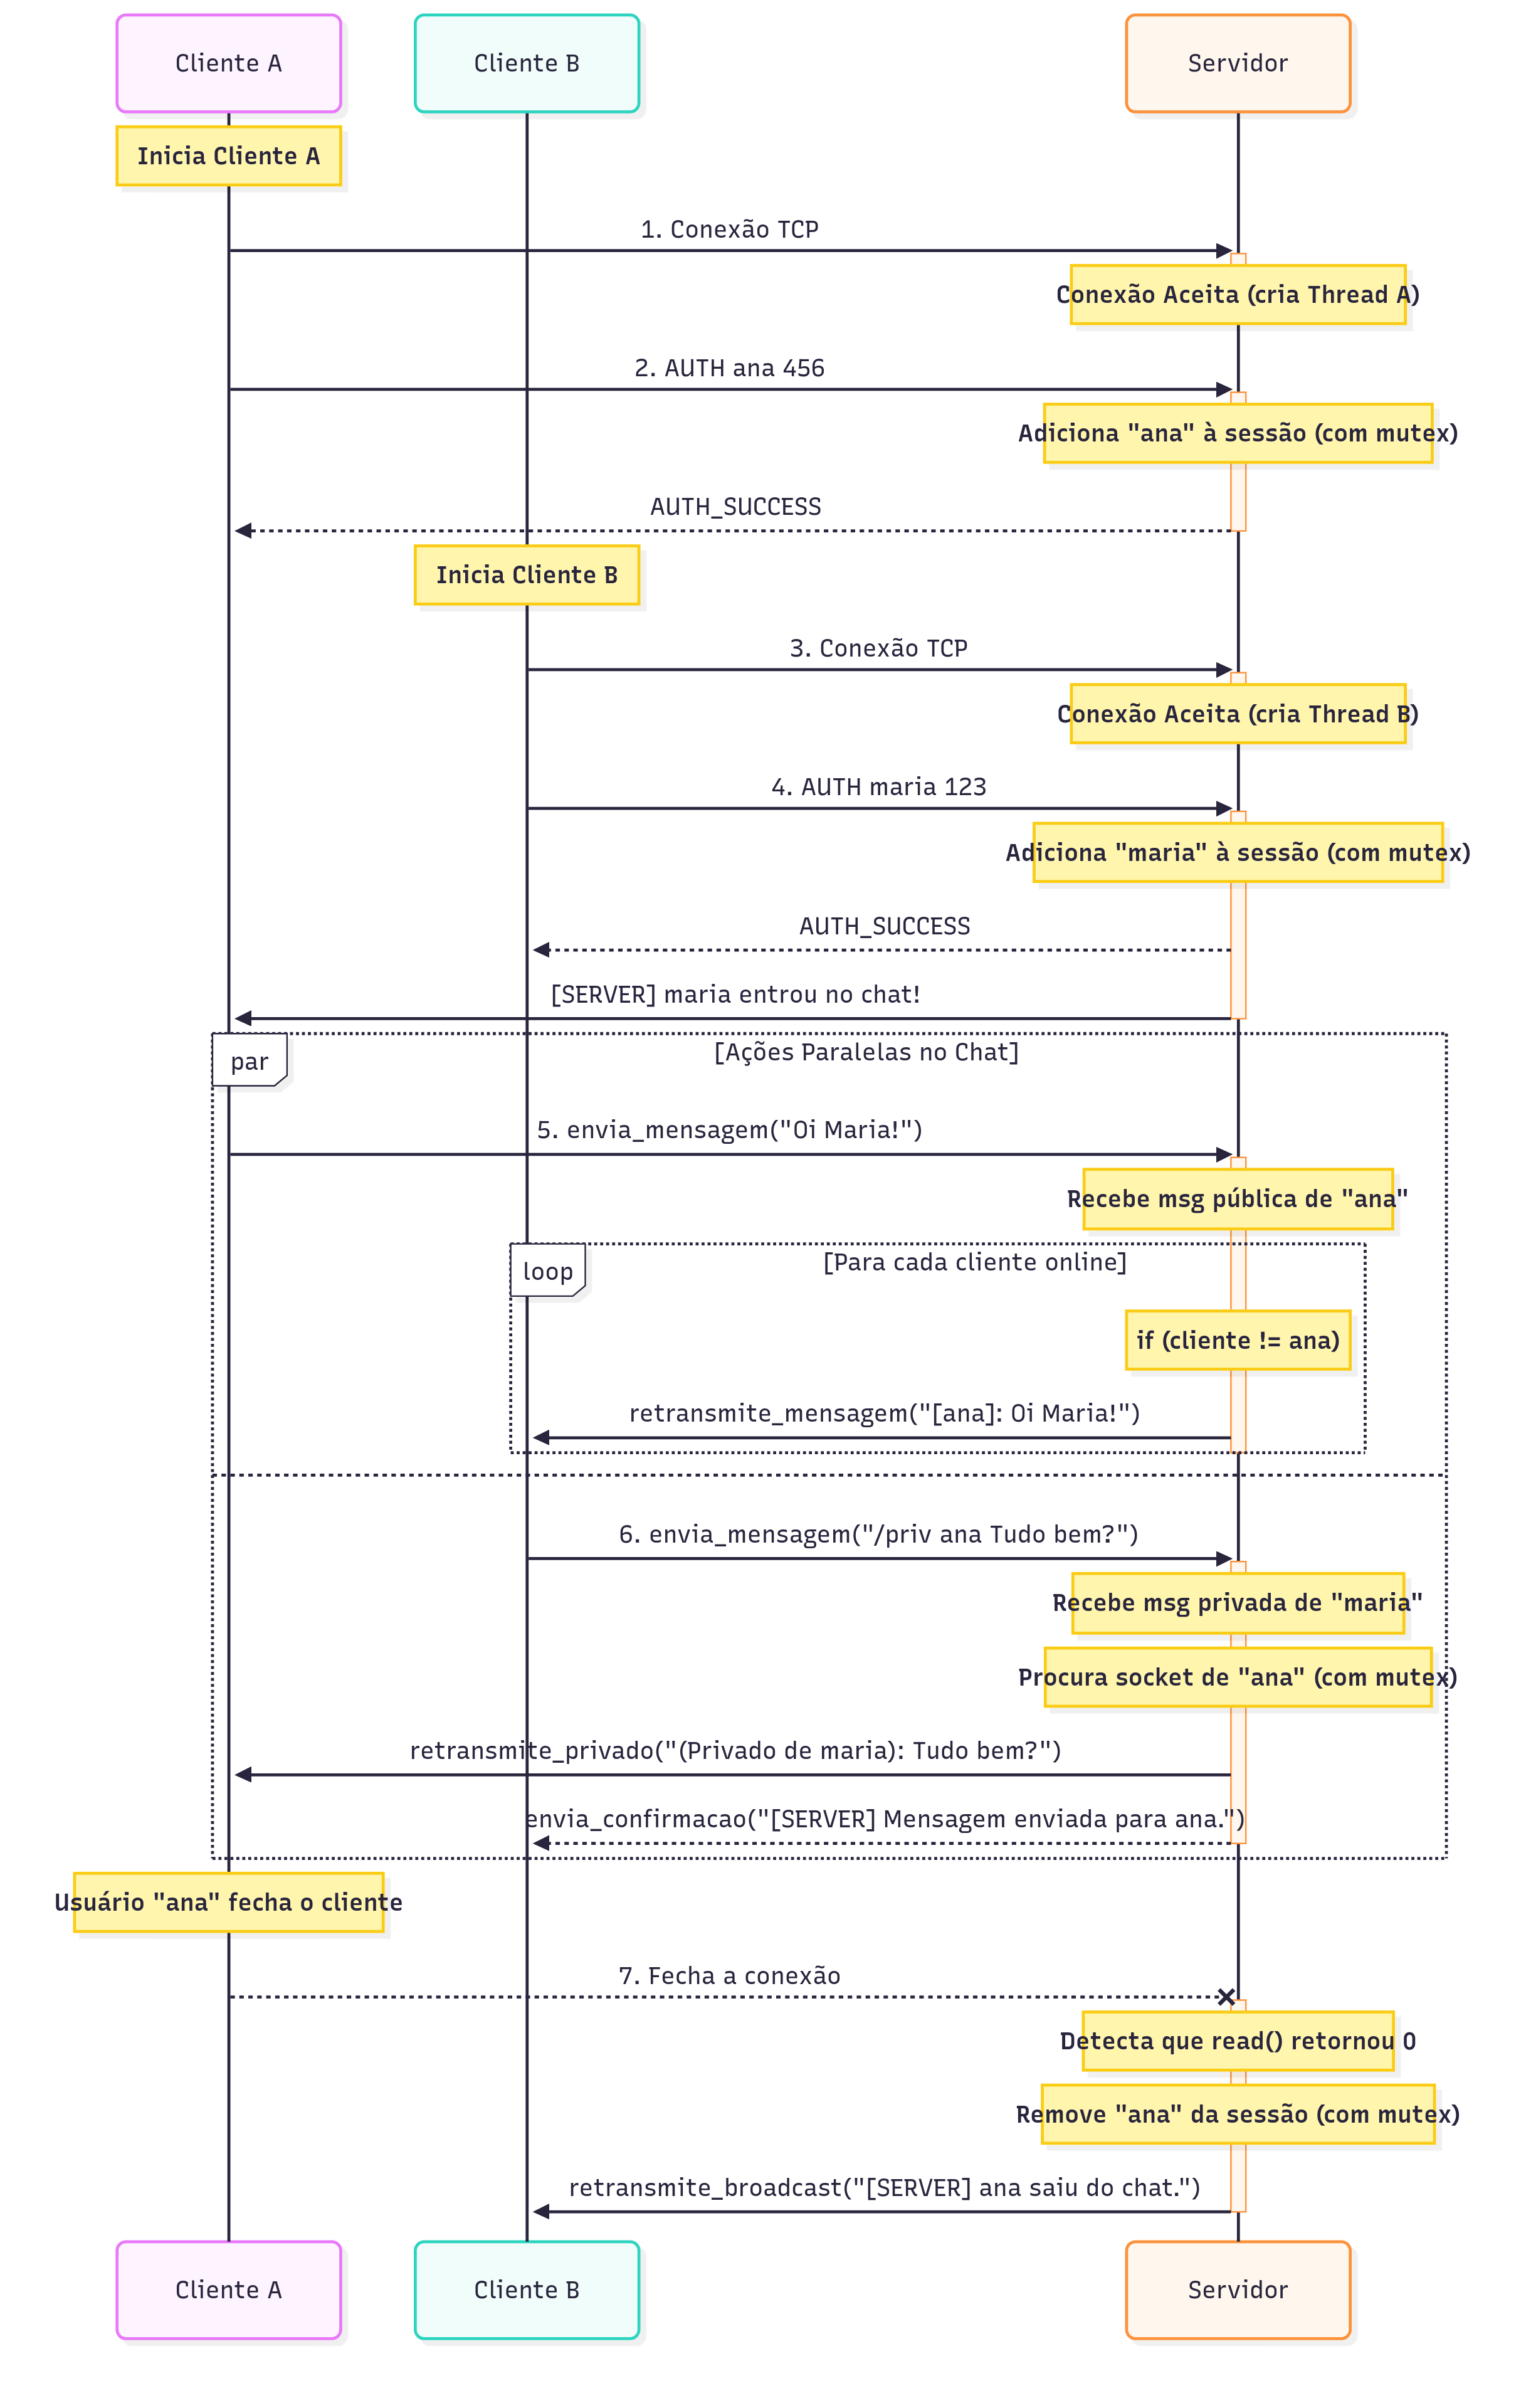 Cliente A
Cliente B
Servidor
Inicia Cliente A
1. Conexão TCP
Conexão Aceita (cria Thread A)
2. AUTH ana 456
Adiciona "ana" à sessão (com mutex)
AUTH_SUCCESS
Inicia Cliente B
3. Conexão TCP
Conexão Aceita (cria Thread B)
4. AUTH maria 123
Adiciona "maria" à sessão (com mutex)
AUTH_SUCCESS
[SERVER] maria entrou no chat!
par
[Ações Paralelas no Chat]
5. envia_mensagem("Oi Maria!")
Recebe msg pública de "ana"
loop
[Para cada cliente online]
if (cliente != ana)
retransmite_mensagem("[ana]: Oi Maria!")
6. envia_mensagem("/priv ana Tudo bem?")
Recebe msg privada de "maria"
Procura socket de "ana" (com mutex)
retransmite_privado("(Privado de maria): Tudo bem?")
envia_confirmacao("[SERVER] Mensagem enviada para ana.")
Usuário "ana" fecha o cliente
7. Fecha a conexão
Detecta que read() retornou 0
Remove "ana" da sessão (com mutex)
retransmite_broadcast("[SERVER] ana saiu do chat.")
Cliente A
Cliente B
Servidor